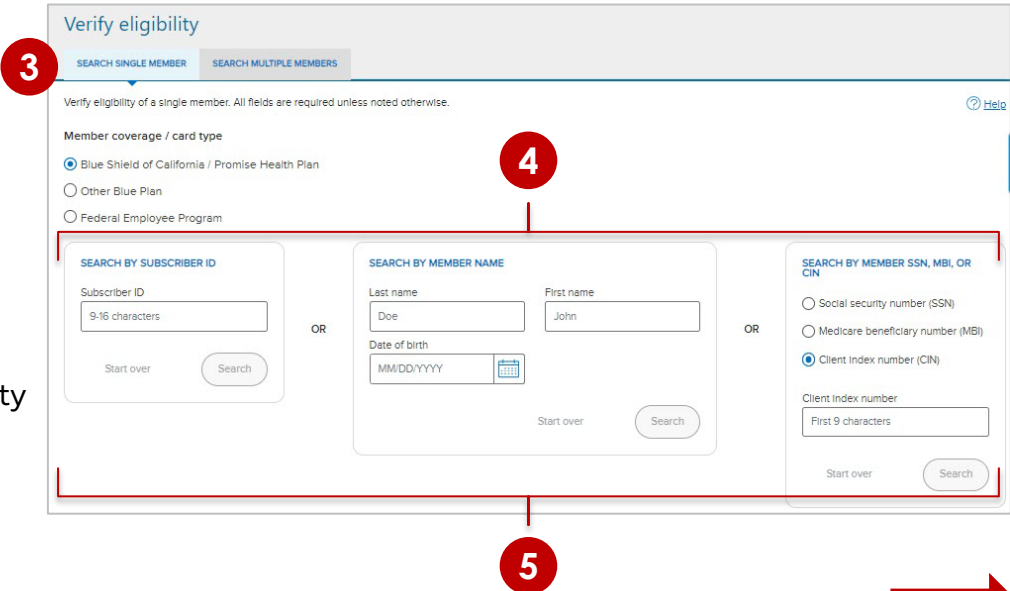 Verify eligibility
3
SEARCH SINGLE MEMBER
SEARCH MULTIPLE MEMBERS
Verify eligibility of a single member. All fields are required unless noted otherwise.
Help
Member coverage / card type
Blue Shield of California / Promise Health Plan
Other Blue Plan
Federal Employee Program
4
SEARCH BY SUBSCRIBER ID
Subscriber ID
9-16 characters
Start over
Search
OR
SEARCH BY MEMBER NAME
Last name
First name
Doe
John
Date of birth
MM/DD/YYYY
Start over
Search
OR
SEARCH BY MEMBER SSN, MBI, OR
CIN
Social security number (SSN)
Medicare beneficiary number (MBI)
Client index number (CIN)
Client index number
First 9 characters
Start over
Search
ty
5